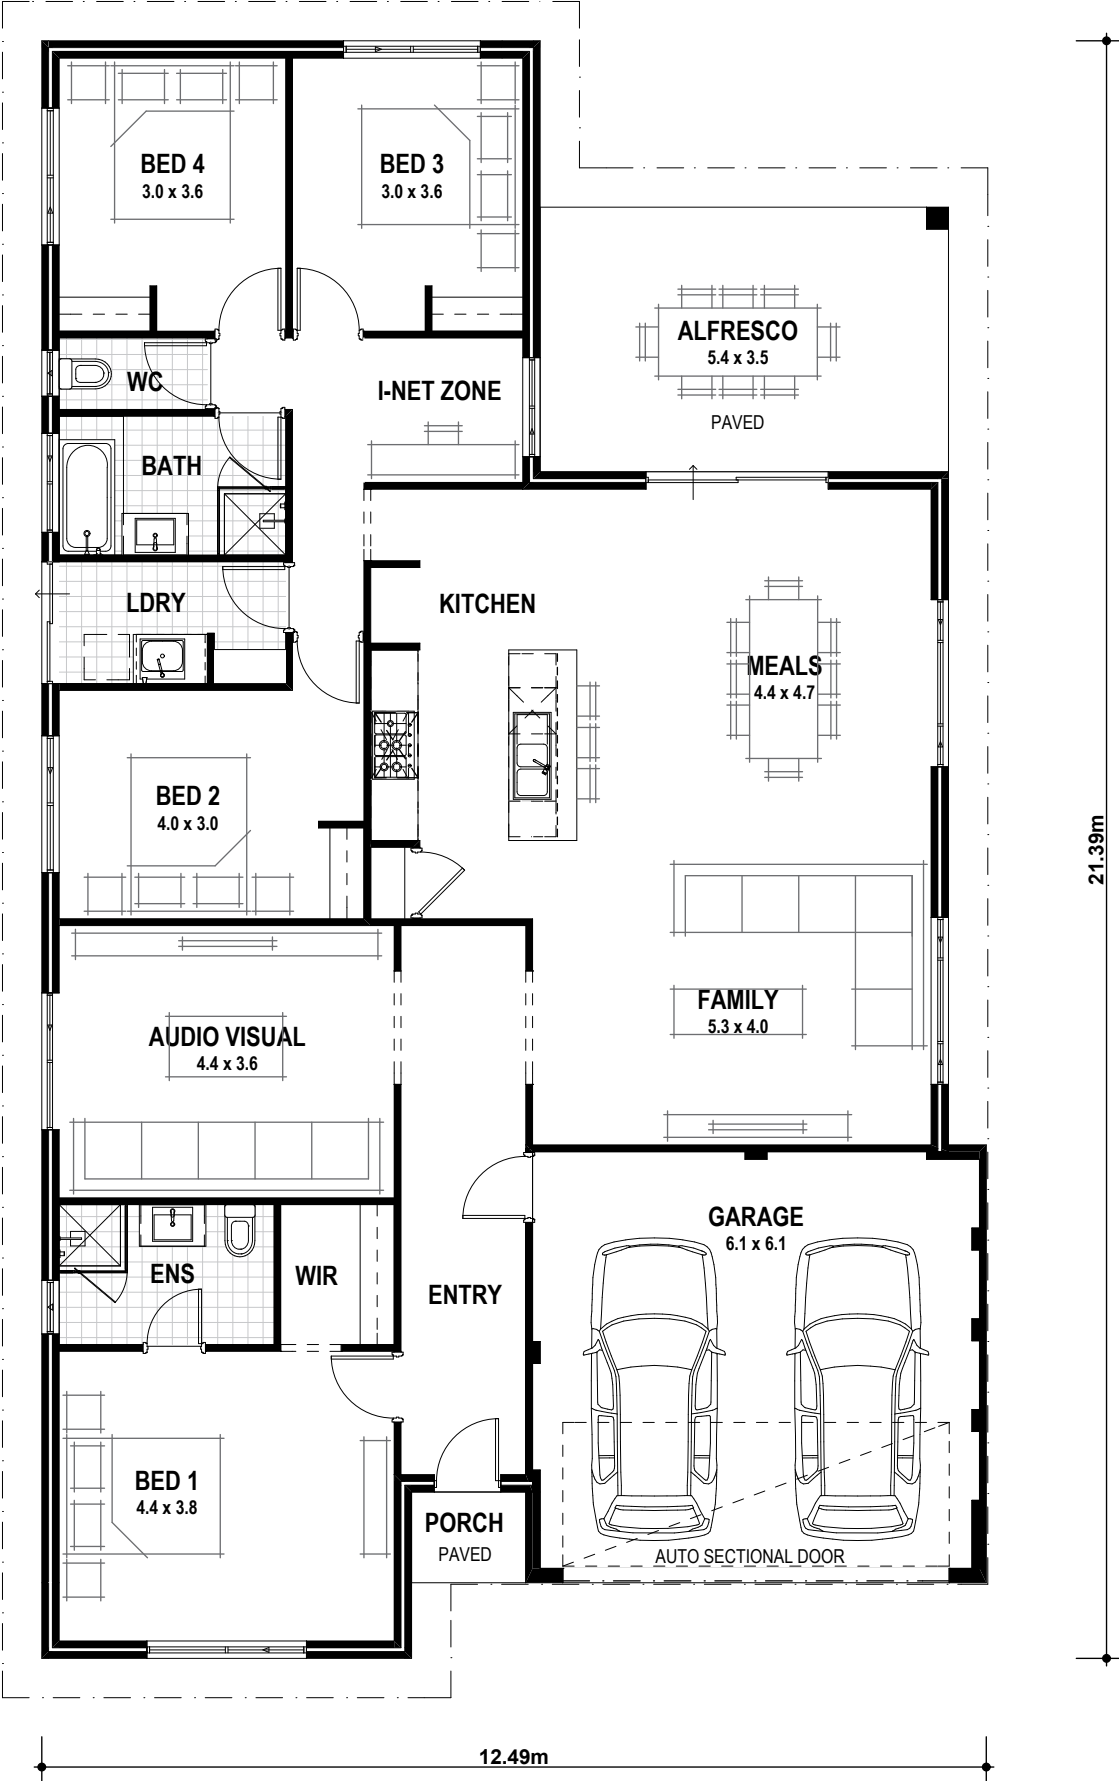 BED 4
3.0 x 3.6
BED 3
3.0 x 3.6
ALFRESCO
5.4 x 3.5
PAVED
WC
I-NET ZONE
BATH
LDRY
KITCHEN
MEALS
4.4 x 4.7
BED 2
4.0 x 3.0
21.39m
FAMILY
5.3 x 4.0
AUDIO VISUAL
4.4 x 3.6
GARAGE
6.1 x 6.1
ENS
WIR
ENTRY
BED 1
4.4 x 3.8
PORCH
PAVED
AUTO SECTIONAL DOOR
12.49m